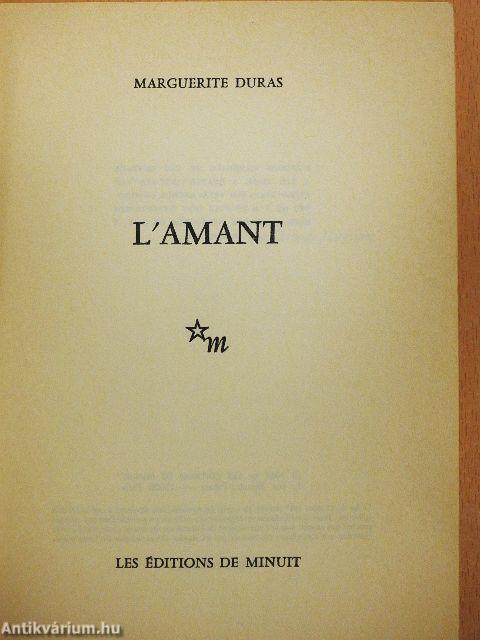 MARGUERITE DURAS
L'AMANT
m
LES ÉDITIONS DE MINUIT
Antikvárium.hu